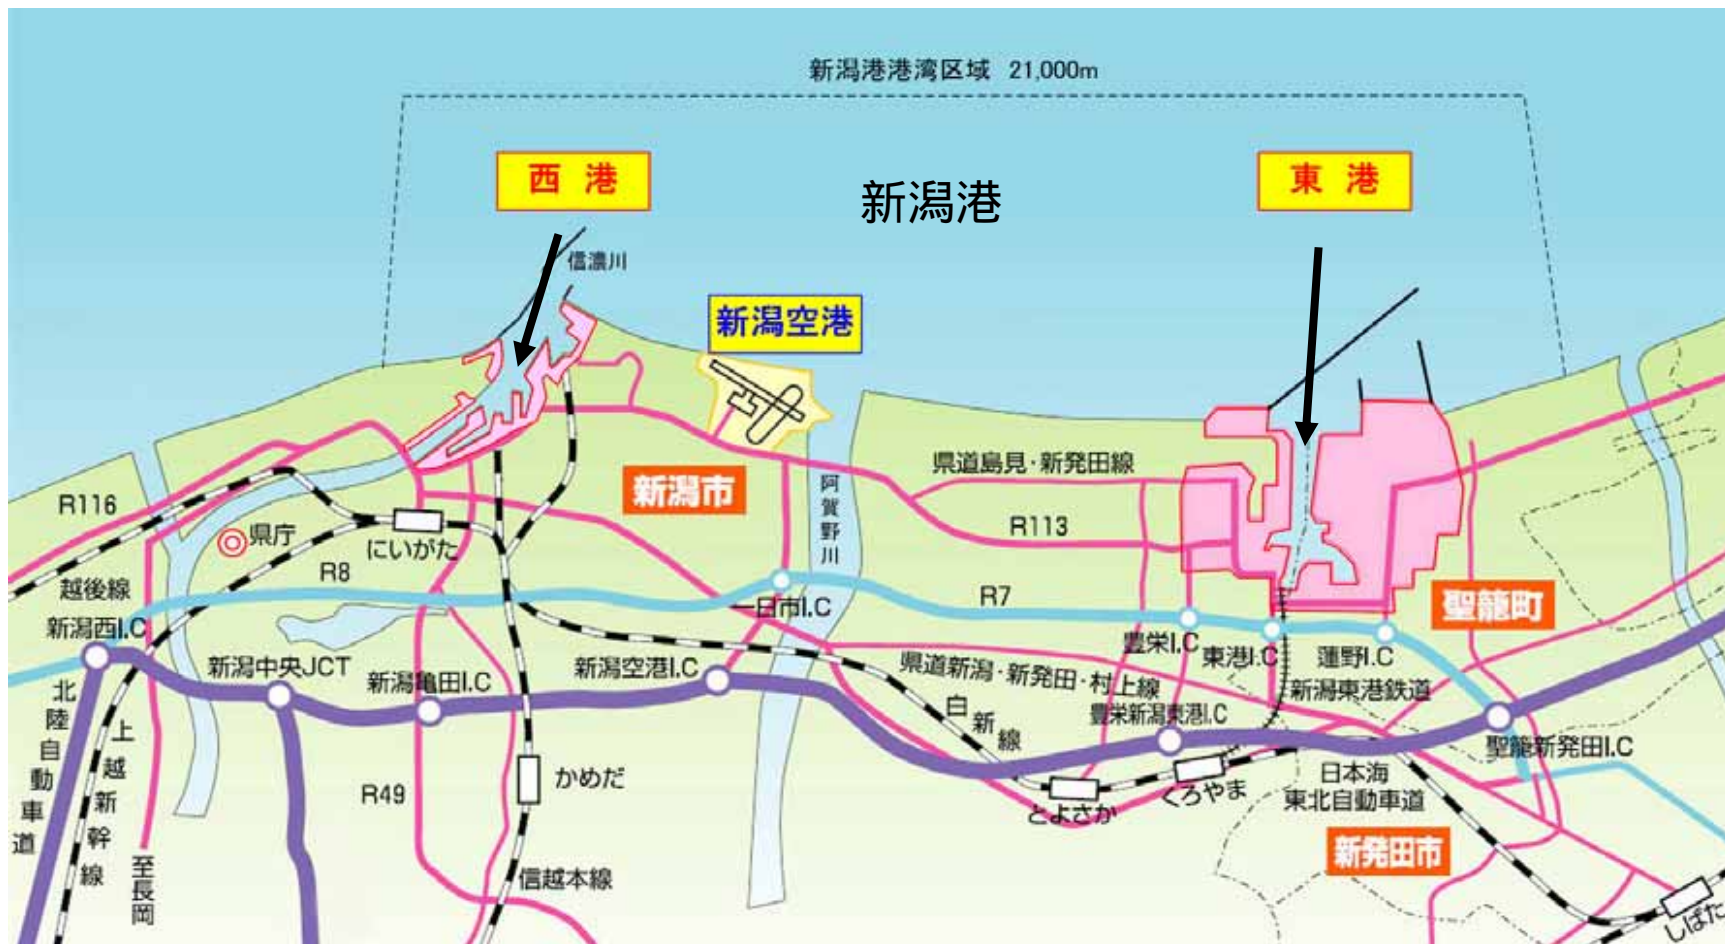 新潟港港湾区域 21,000m
西港
新潟港
東港
信濃川
新潟空港
県道島見・新発田線
新潟市
阿賀野川
R116
R113
県庁
にいがた
R8
越後線
R7
一日市I.C
聖籠町
新潟西I.C
豊栄I.C
東港I.C
蓮野I.C
新潟中央JCT
新潟亀田I.C
新潟空港I.C
県道新潟・新発田・村上線
新潟東港鉄道
北陸自動車道
上越新幹線
白新線
豊栄新潟東港I.C
聖籠新発田I.C
R49
かめだ
とよさか
くろやま
日本海
東北自動車道
新発田市
至長岡
信越本線
しばた